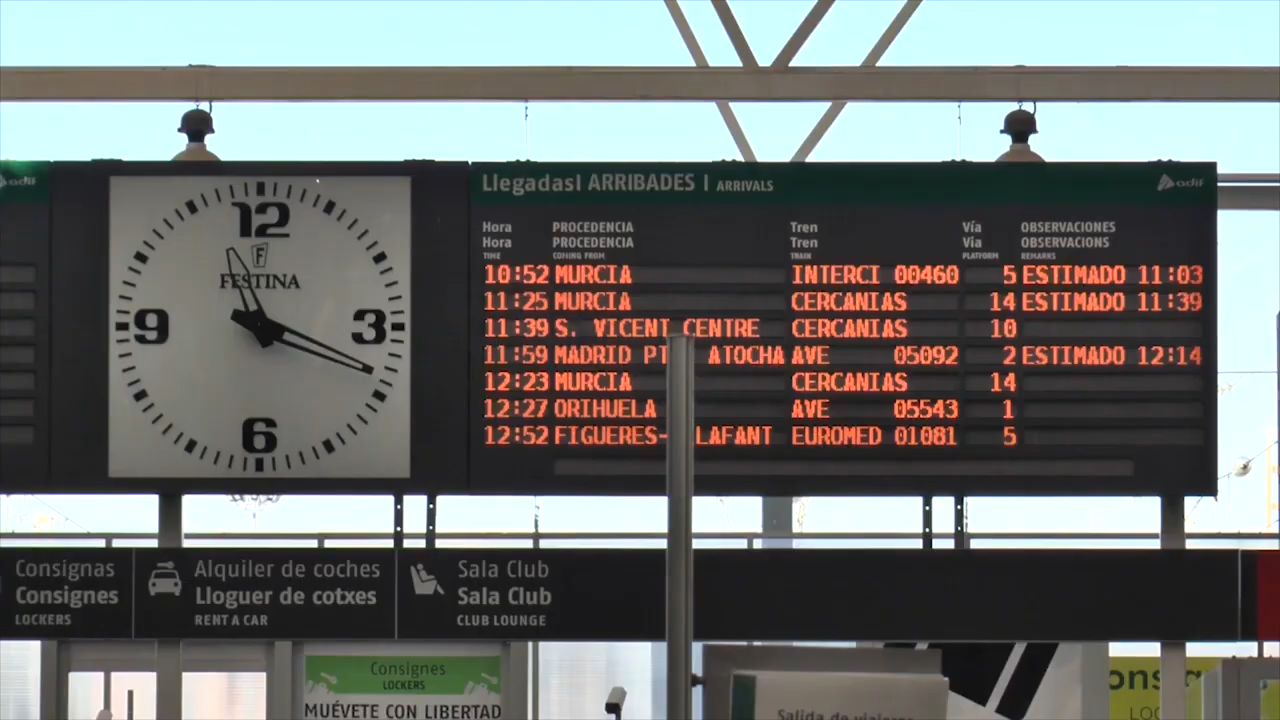 adif
12
F
FESTINA
9
3
6
Llegadas| ARRIBADES | ARRIVALS
adif
Hora PROCEDENCIA Tren Vía OBSERVACIONES
Hora PROCEDENCIA Tren Via OBSERVACIONS
TIME COMING FROM TRAIN PLATFORM REMARKS
10:52 MURCIA INTERCI 00460 5 ESTIMADO 11:03
11:25 MURCIA CERCANIAS 14 ESTIMADO 11:39
11:39 S. VICENT CENTRE CERCANIAS 10
11:59 MADRID ATOCHA AVE 05092 2 ESTIMADO 12:14
12:23 MURCIA CERCANIAS 14
12:27 ORIHUELA AVE 05543 1
12:52 FIGUERES- LAFANT EUROMED 01081 5
Consignas
Consignes
LOCKERS
Alquiler de coches
Lloguer de cotxes
RENT A CAR
Sala Club
Sala Club
CLUB LOUNGE
Consignes
LOCKERS
MUÉVETE CON LIBERTAD
Salida de viajeros